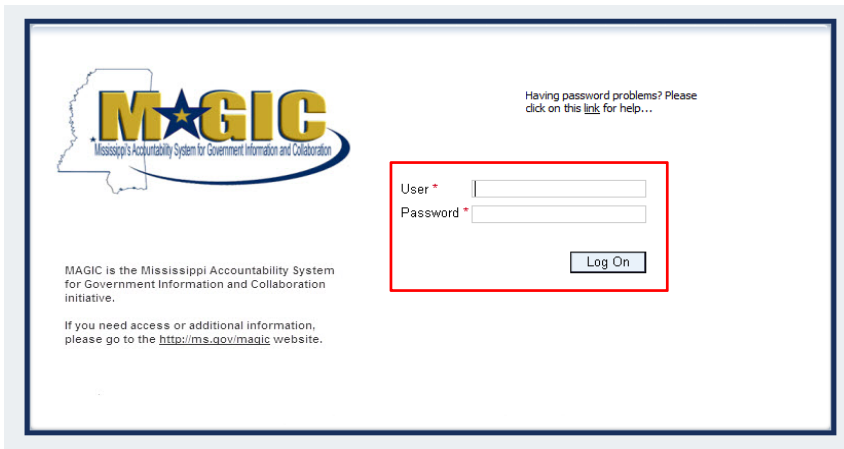 MAGIC
Mississippi's Accountability System for Government Information and Collaboration
Having password problems? Please
click on this link for help...
User *
Password *
Log On
MAGIC is the Mississippi Accountability System
for Government Information and Collaboration
initiative.
If you need access or additional information,
please go to the http://ms.gov/magic website.